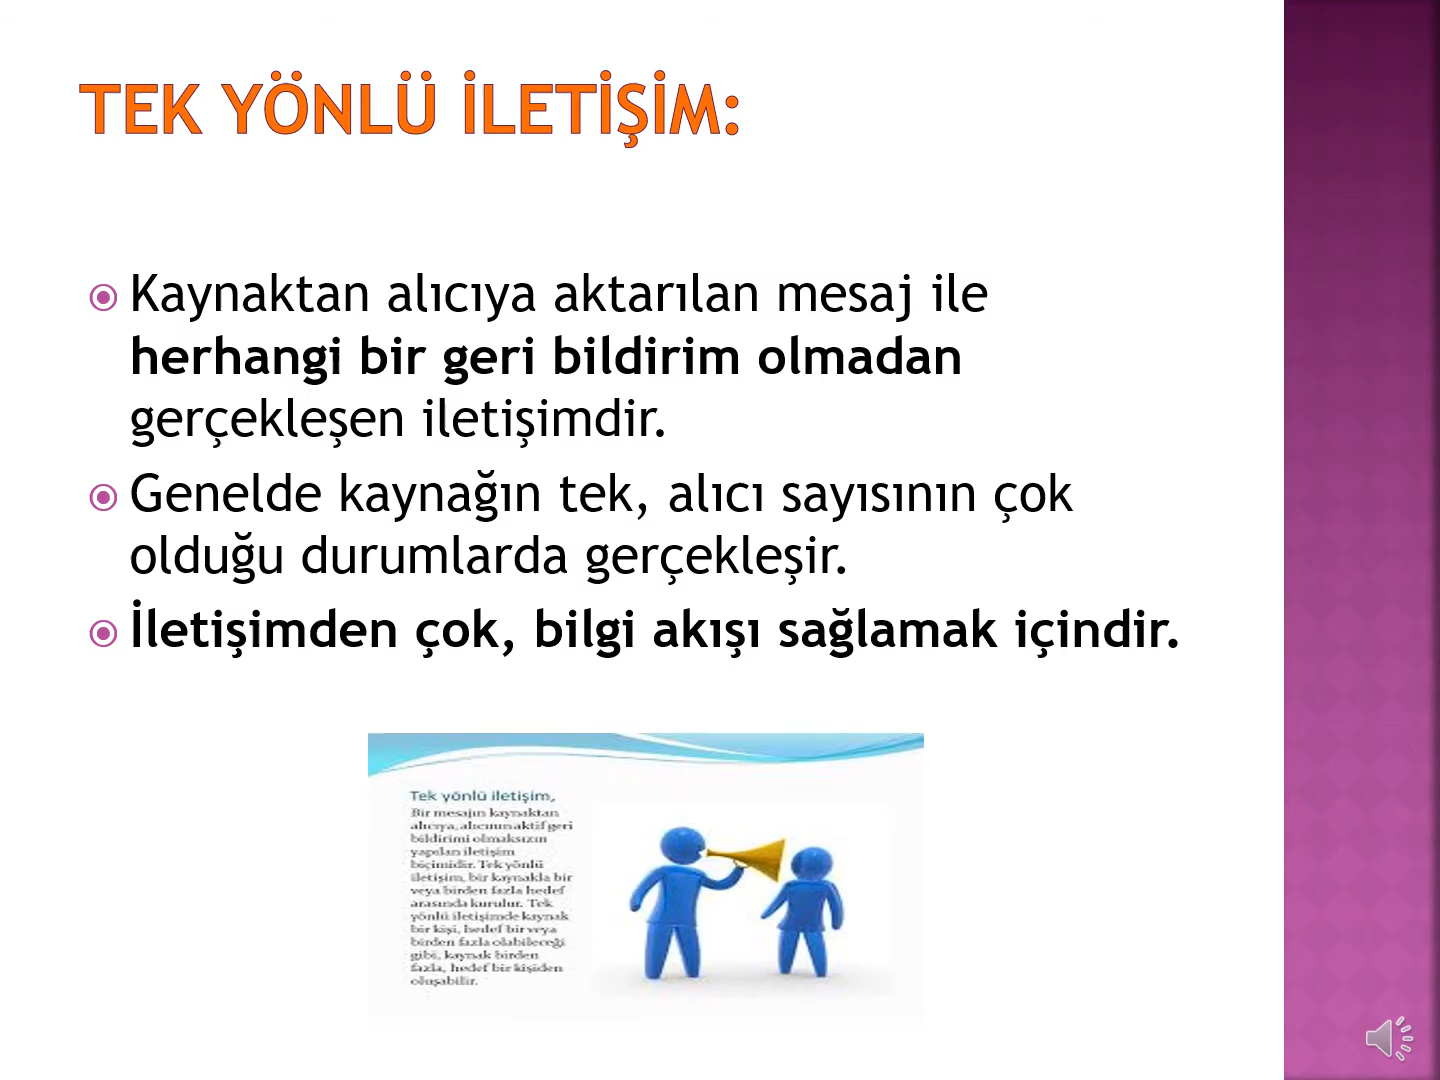 TEK YÖNLÜ İLETİŞİM:
Kaynaktan alıcıya aktarılan mesaj ile
herhangi bir geri bildirim olmadan
gerçekleşen iletişimdir.
Genelde kaynağın tek, alıcı sayısının çok
olduğu durumlarda gerçekleşir.
İletişimden çok, bilgi akışı sağlamak içindir.
Tek yönlü iletişim,
Bir mesajın kaynaktan
alıcıya, alıcının aktif geri
bildirimi olmaksızın
yapılan iletişim
biçimidir. Tek yönlü
iletişim, bir kaynakla bir
veya birden fazla hedef
arasında kurulur. Tek
yönlü iletişimde kaynak
bir kişi, hedef bir veya
birden fazla olabileceği
gibi, kaynak birden
fazla, hedef bir kişiden
oluşabilir.